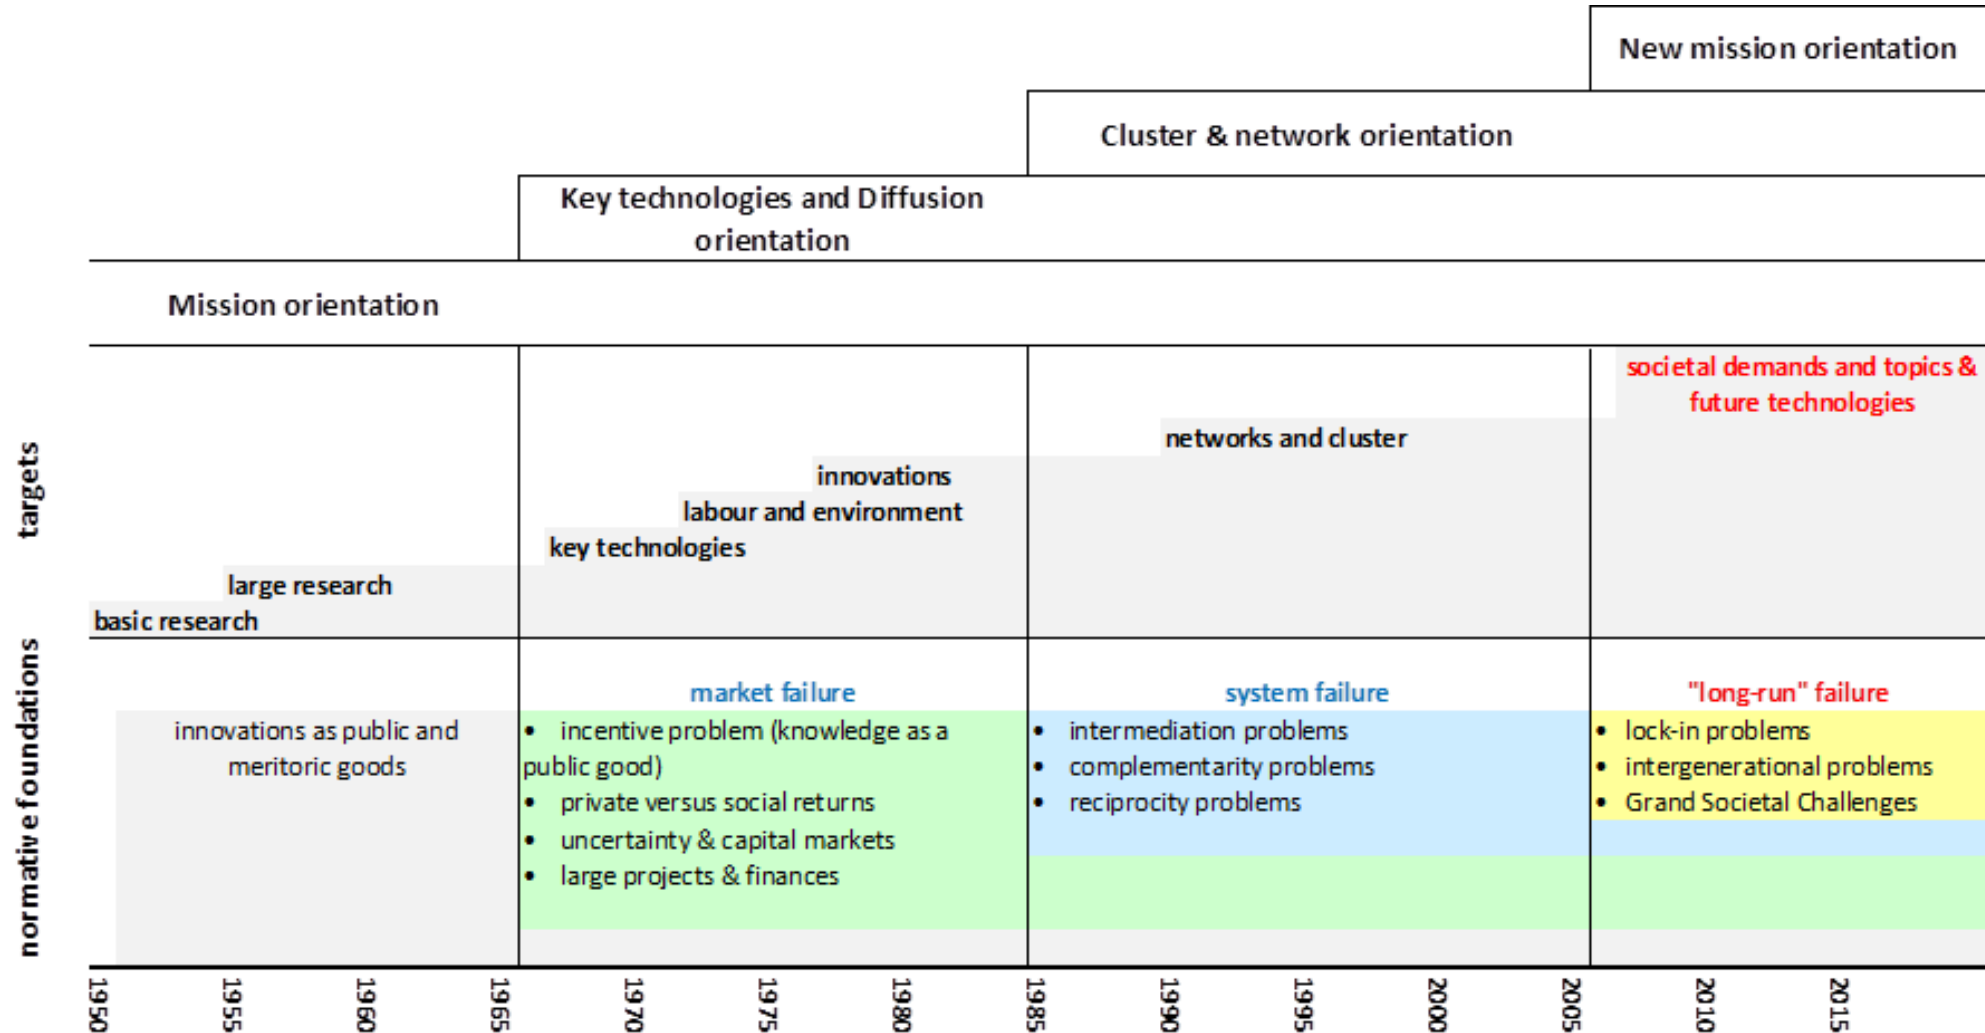 New mission orientation
Cluster & network orientation
Key technologies and Diffusion
orientation
Mission orientation
targets
societal demands and topics &
future technologies
networks and cluster
innovations
labour and environment
key technologies
large research
basic research
normative foundations
market failure
system failure
"long-run" failure
innovations as public and
meritoric goods
• incentive problem (knowledge as a
public good)
• private versus social returns
• uncertainty & capital markets
• large projects & finances
• intermediation problems
• complementarity problems
• reciprocity problems
• lock-in problems
• intergenerational problems
• Grand Societal Challenges
1950
1955
1960
1965
1970
1975
1980
1985
1990
1995
2000
2005
2010
2015